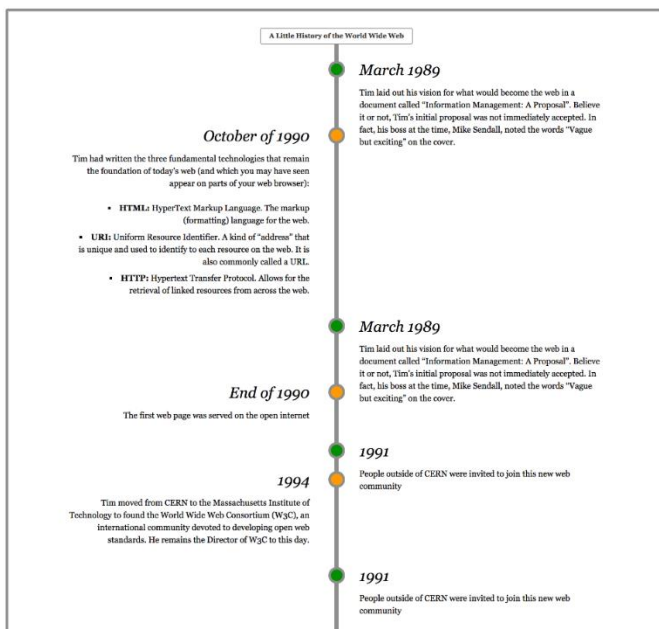 A Little History of the World Wide Web
March 1989
Tim laid out his vision for what would become the web in a
document called “Information Management: A Proposal”. Believe
it or not, Tim’s initial proposal was not immediately accepted. In
fact, his boss at the time, Mike Sendall, noted the words “Vague
but exciting” on the cover.
October of 1990
Tim had written the three fundamental technologies that remain
the foundation of today’s web (and which you may have seen
appear on parts of your web browser):
• HTML: HyperText Markup Language. The markup
(formatting) language for the web.
• URI: Uniform Resource Identifier. A kind of “address” that
is unique and used to identify to each resource on the web. It is
also commonly called a URL.
• HTTP: Hypertext Transfer Protocol. Allows for the
retrieval of linked resources from across the web.
March 1989
Tim laid out his vision for what would become the web in a
document called “Information Management: A Proposal”. Believe
it or not, Tim’s initial proposal was not immediately accepted. In
fact, his boss at the time, Mike Sendall, noted the words “Vague
but exciting” on the cover.
End of 1990
The first web page was served on the open internet
1991
People outside of CERN were invited to join this new web
community
1994
Tim moved from CERN to the Massachusetts Institute of
Technology to found the World Wide Web Consortium (W3C), an
international community devoted to developing open web
standards. He remains the Director of W3C to this day.
1991
People outside of CERN were invited to join this new web
community